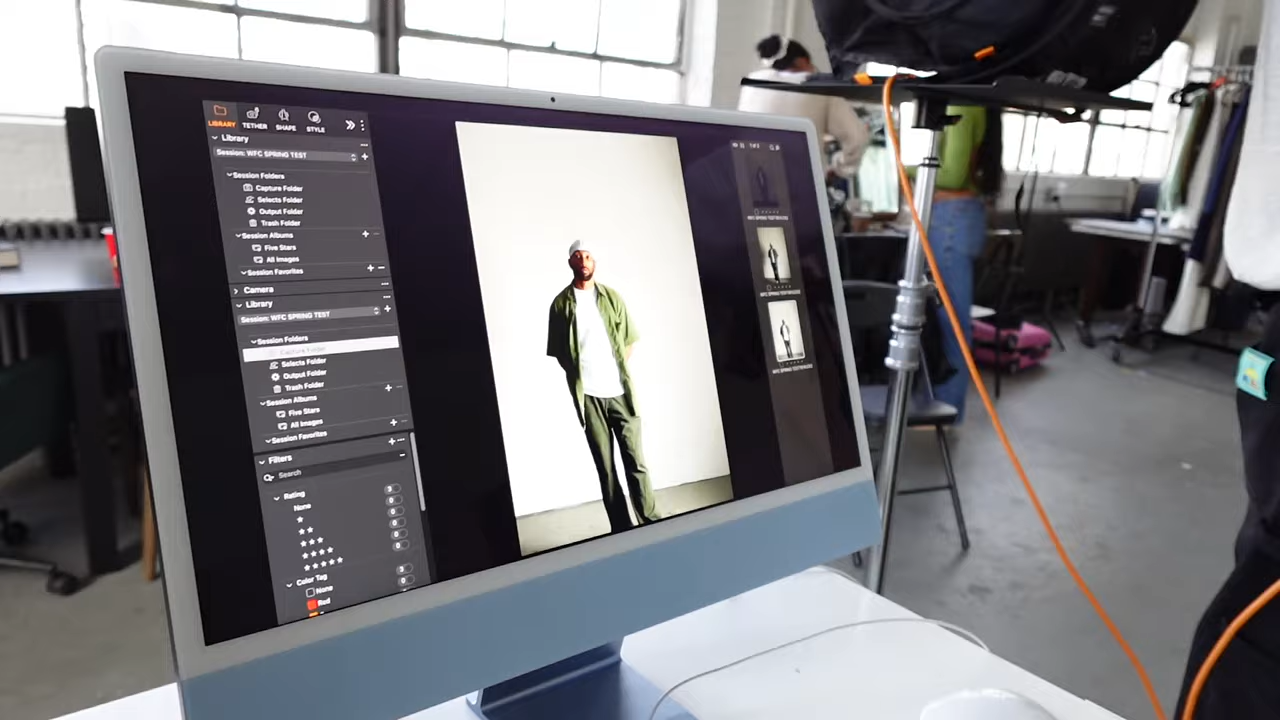 LIBRARY TETHER SHAPE STYLE
Library
Session: WFC SPRING TEST
Session Folders
Capture Folder
Selects Folder
Output Folder
Trash Folder
Session Albums
Five Stars
All Images
Session Favorites
Camera
Library
Session: WFC SPRING TEST
Session Folders
Capture Folder
Selects Folder
Output Folder
Trash Folder
Session Albums
Five Stars
All Images
Session Favorites
Filters
Search
Rating
None
Color Tag
None
Red